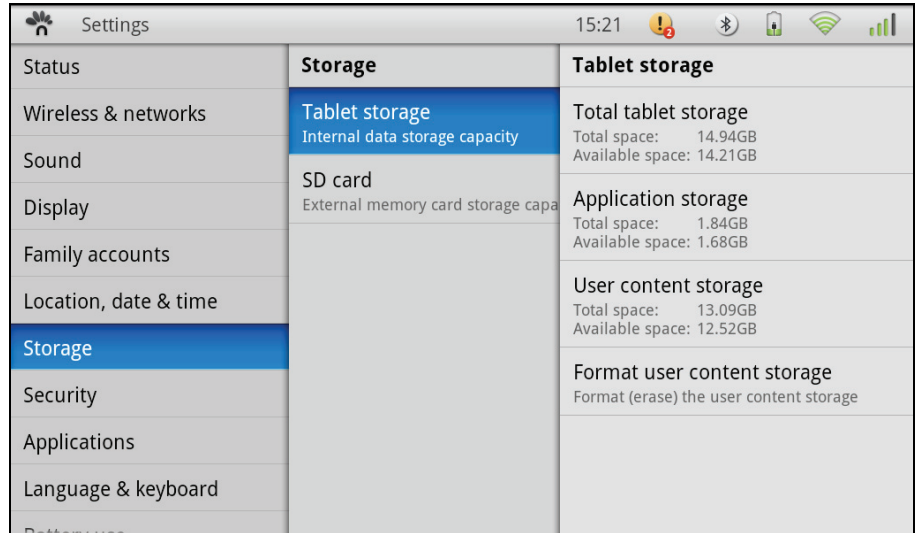 Settings
15:21
2
Status
Wireless & networks
Sound
Display
Family accounts
Location, date & time
Storage
Security
Applications
Language & keyboard
Battery use
Storage
Tablet storage
Internal data storage capacity
SD card
External memory card storage capa
Tablet storage
Total tablet storage
Total space: 14.94GB
Available space: 14.21GB
Application storage
Total space: 1.84GB
Available space: 1.68GB
User content storage
Total space: 13.09GB
Available space: 12.52GB
Format user content storage
Format (erase) the user content storage